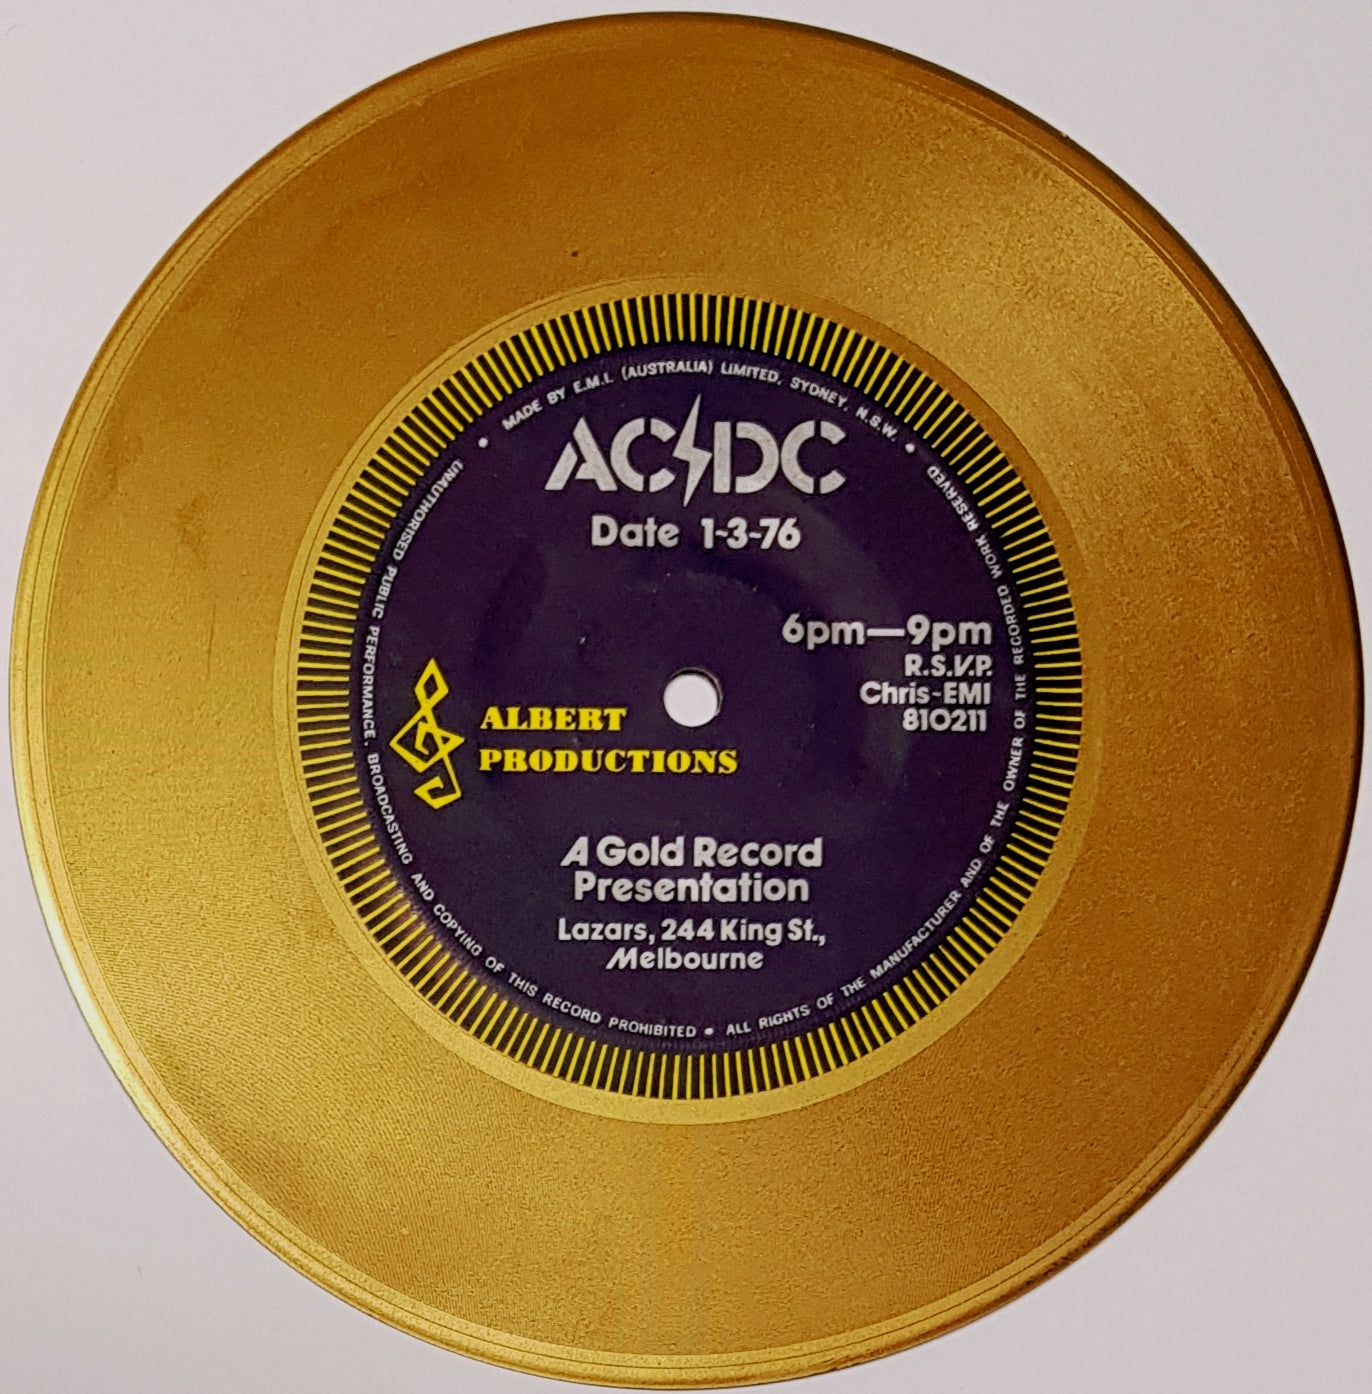 MADE BY E.M.I. (AUSTRALIA) LIMITED, SYDNEY, N.S.W.
AC DC
Date 1-3-76
6pm—9pm
R.S.V.P.
Chris-EMI
810211
ALBERT
PRODUCTIONS
A Gold Record
Presentation
Lazars, 244 King St.,
Melbourne
UNAUTHORISED PUBLIC PERFORMANCE, BROADCASTING AND COPYING OF THIS RECORD PROHIBITED • ALL RIGHTS OF THE MANUFACTURER AND OF THE OWNER OF THE RECORDED WORK RESERVED